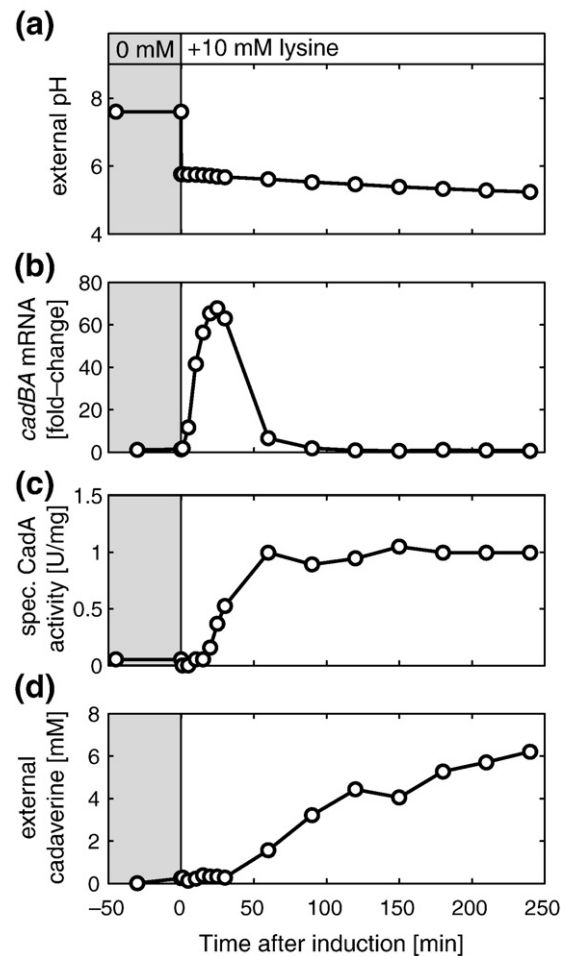 (a)
0 mM +10 mM lysine
external pH
8
6
4
(b)
cadBA mRNA
[fold–change]
80
60
40
20
0
(c)
spec. CadA
activity [U/mg]
1.5
1
0.5
0
(d)
external
cadaverine [mM]
8
6
4
2
0
–50 0 50 100 150 200 250
Time after induction [min]